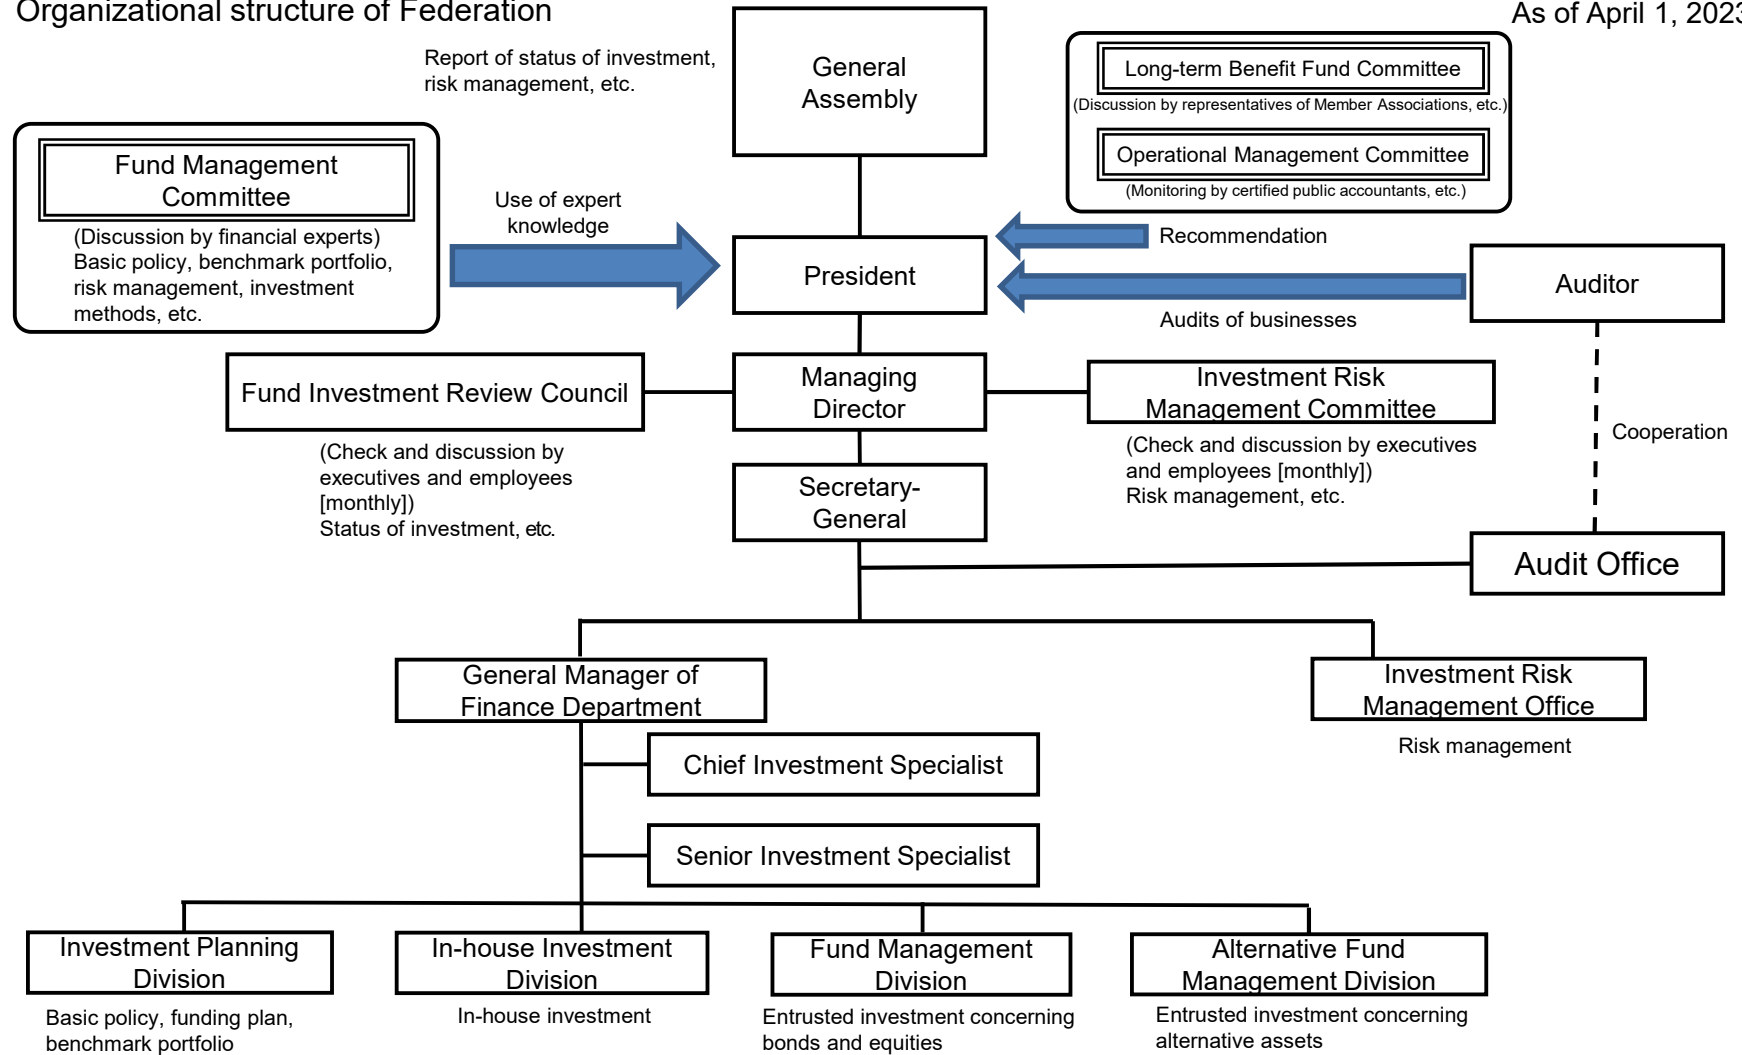 Organizational structure of Federation
As of April 1, 2023
Report of status of investment,
risk management, etc.
General
Assembly
Long-term Benefit Fund Committee
(Discussion by representatives of Member Associations, etc.)
Operational Management Committee
(Monitoring by certified public accountants, etc.)
Fund Management
Committee
(Discussion by financial experts)
Basic policy, benchmark portfolio,
risk management, investment
methods, etc.
Use of expert
knowledge
President
Recommendation
Audits of businesses
Auditor
Fund Investment Review Council
(Check and discussion by
executives and employees
[monthly])
Status of investment, etc.
Managing
Director
Investment Risk
Management Committee
(Check and discussion by executives
and employees [monthly])
Risk management, etc.
Cooperation
Secretary-
General
Audit Office
General Manager of
Finance Department
Investment Risk
Management Office
Risk management
Chief Investment Specialist
Senior Investment Specialist
Investment Planning
Division
Basic policy, funding plan,
benchmark portfolio
In-house Investment
Division
In-house investment
Fund Management
Division
Entrusted investment concerning
bonds and equities
Alternative Fund
Management Division
Entrusted investment concerning
alternative assets